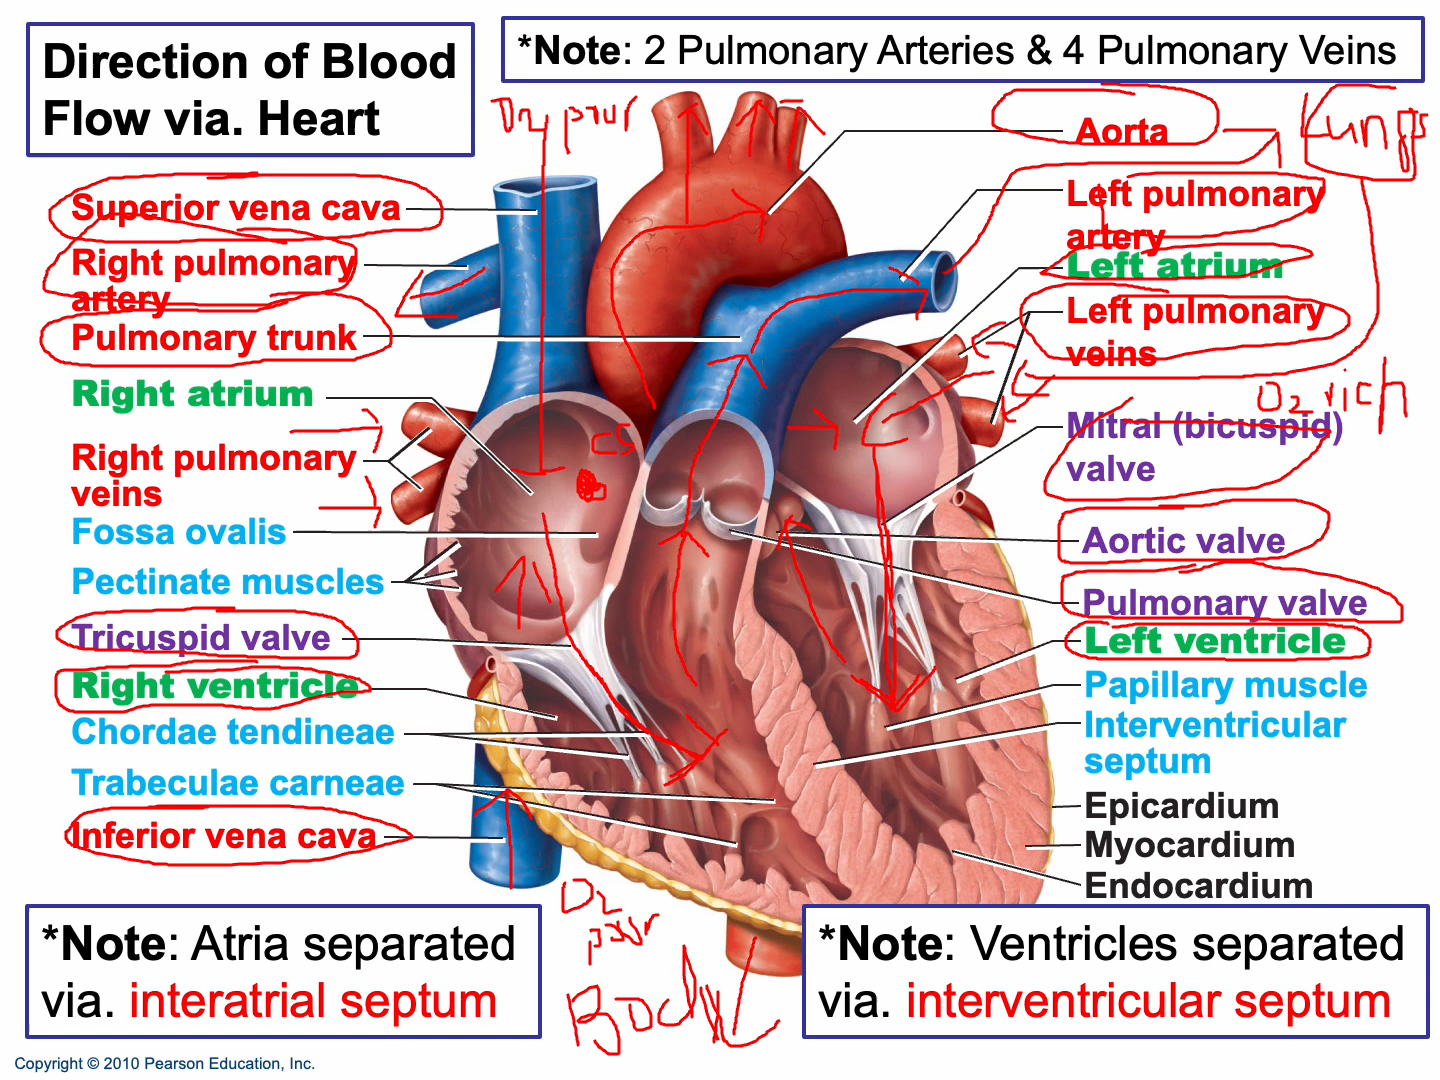 Direction of Blood
Flow via. Heart
*Note: 2 Pulmonary Arteries & 4 Pulmonary Veins
O2 poor
Lungs
Superior vena cava
Right pulmonary
artery
Pulmonary trunk
Right atrium
Right pulmonary
veins
Fossa ovalis
Pectinate muscles
Tricuspid valve
Right ventricle
Chordae tendineae
Trabeculae carneae
Inferior vena cava
CS
Aorta
Left pulmonary
artery
Left atrium
Left pulmonary
veins
O2 rich
Mitral (bicuspid)
valve
Aortic valve
Pulmonary valve
Left ventricle
Papillary muscle
Interventricular
septum
Epicardium
Myocardium
Endocardium
O2
poor
Body
*Note: Atria separated
via. interatrial septum
*Note: Ventricles separated
via. interventricular septum
Copyright © 2010 Pearson Education, Inc.